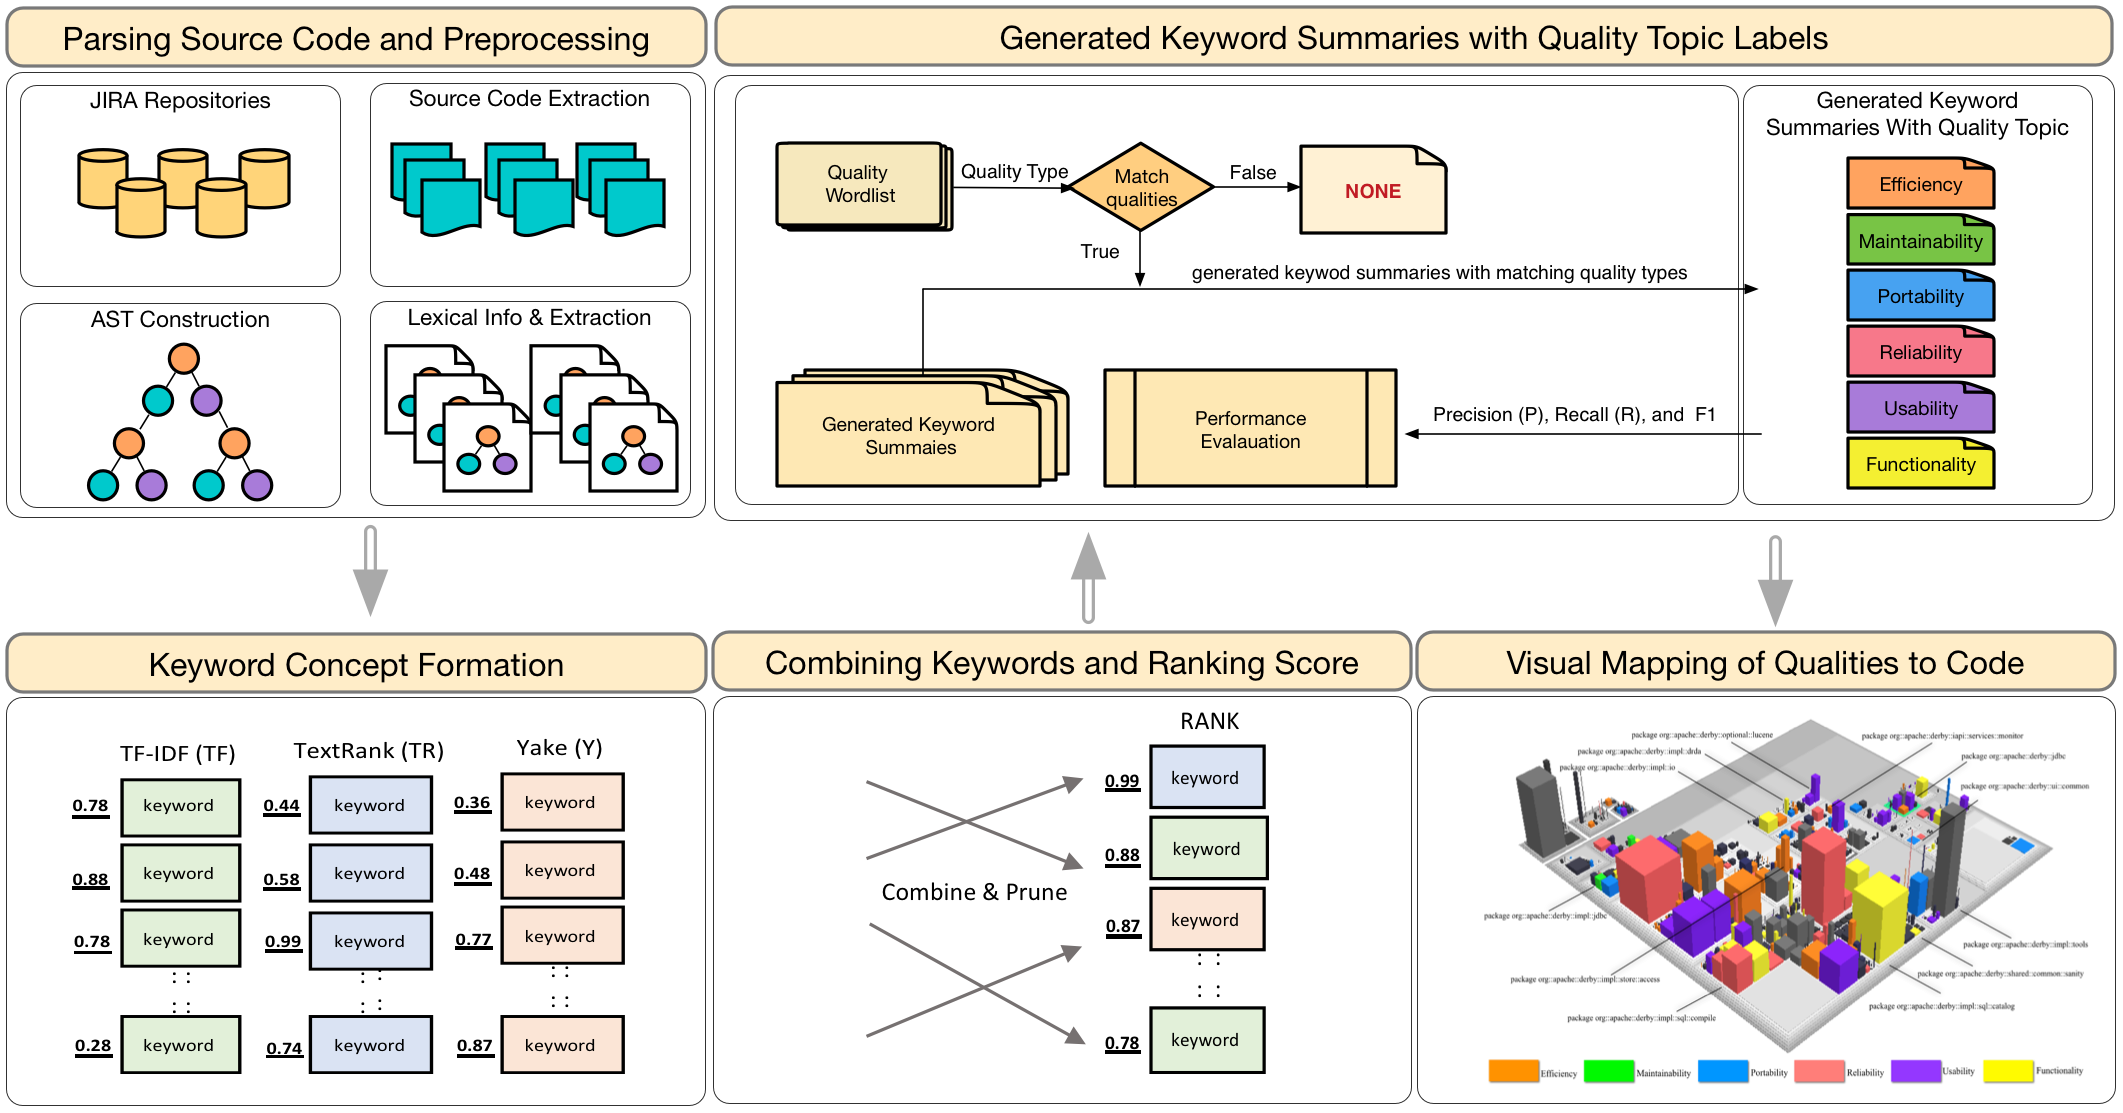 Parsing Source Code and Preprocessing
JIRA Repositories
Source Code Extraction
AST Construction
Lexical Info & Extraction
Generated Keyword Summaries with Quality Topic Labels
Quality
Wordlist
Quality Type
Match
qualities
False
NONE
True
generated keywod summaries with matching quality types
Generated Keyword
Summaies
Performance
Evalauation
Precision (P), Recall (R), and F1
Generated Keyword
Summaries With Quality Topic
Efficiency
Maintainability
Portability
Reliability
Usability
Functionality
Keyword Concept Formation
TF-IDF (TF)
0.78 keyword
0.88 keyword
0.78 keyword
: :
: :
0.28 keyword
TextRank (TR)
0.44 keyword
0.58 keyword
0.99 keyword
: :
: :
0.74 keyword
Yake (Y)
0.36 keyword
0.48 keyword
0.77 keyword
: :
: :
0.87 keyword
Combining Keywords and Ranking Score
Combine & Prune
RANK
0.99 keyword
0.88 keyword
0.87 keyword
: :
: :
0.78 keyword
Visual Mapping of Qualities to Code
package org::apache::derby::optional::lucene
package org::apache::derby::impl::drda
package org::apache::derby::impl::io
package org::apache::derby::iapi::services::monitor
package org::apache::derby::jdbc
package org::apache::derby::ui::common
package org::apache::derby::impl::jdbc
package org::apache::derby::impl::store::access
package org::apache::derby::impl::sql::compile
package org::apache::derby::impl::tools
package org::apache::derby::shared::common::sanity
package org::apache::derby::impl::sql::catalog
Efficiency
Maintainability
Portability
Reliability
Usability
Functionality